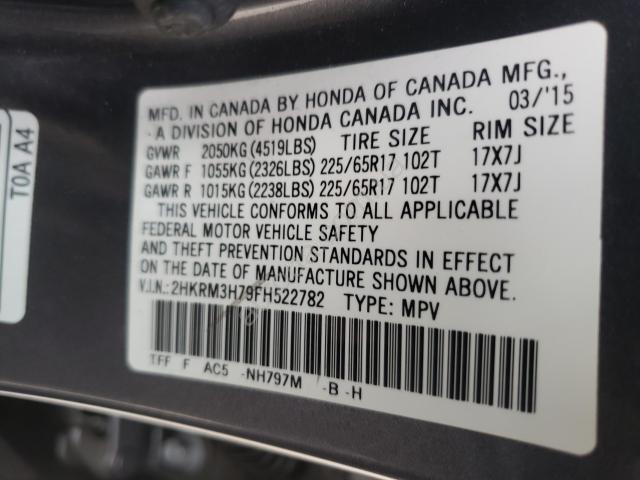 MFD. IN CANADA BY HONDA OF CANADA MFG.,
- A DIVISION OF HONDA CANADA INC. 03/'15
GVWR 2050KG(4519LBS) TIRE SIZE RIM SIZE
GAWR F 1055KG(2326LBS) 225/65R17 102T 17X7J
GAWR R 1015KG(2238LBS) 225/65R17 102T 17X7J
THIS VEHICLE CONFORMS TO ALL APPLICABLE
FEDERAL MOTOR VEHICLE SAFETY
AND THEFT PREVENTION STANDARDS IN EFFECT
ON THE DATE OF MANUFACTURE SHOWN ABOVE.
V.I.N.:2HKRM3H79FH522782 TYPE: MPV
TFF F AC5 -NH797M -B -H
T0A A4